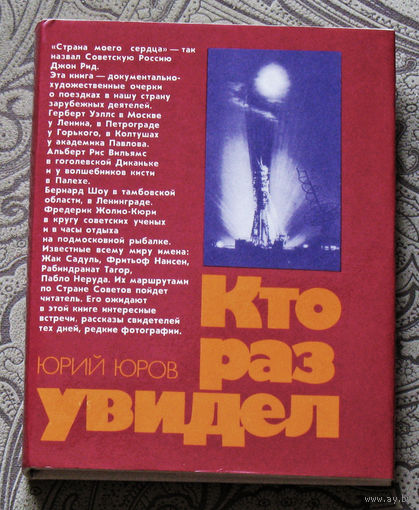 «Страна моего сердца» — так
назвал Советскую Россию
Джон Рид.
Эта книга — документально-
художественные очерки
о поездках в нашу страну
зарубежных деятелей.
Герберт Уэллс в Москве
у Ленина, в Петрограде
у Горького, в Колтушах
у академика Павлова.
Альберт Рис Вильямс
в гоголевской Диканьке
и у волшебников кисти
в Палехе.
Бернард Шоу в тамбовской
области, в Ленинграде.
Фредерик Жолио-Кюри
в кругу советских ученых
и в часы отдыха
на подмосковной рыбалке.
Известные всему миру имена:
Жак Садуль, Фритьоф Нансен,
Рабиндранат Тагор,
Пабло Неруда. Их маршрутами
по Стране Советов пойдет
читатель. Его ожидают
в этой книге интересные
встречи, рассказы свидетелей
тех дней, редкие фотографии.
ЮРИЙ ЮРОВ
Кто
раз
увидел
www.ay.by